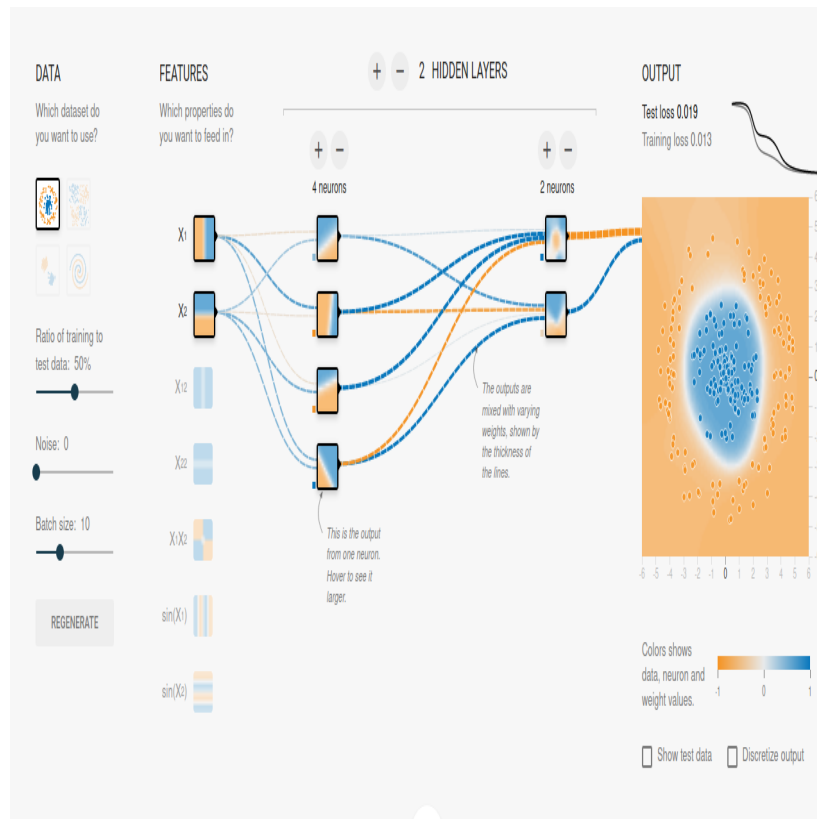 DATA
Which dataset do
you want to use?
Ratio of training to
test data: 50%
Noise: 0
Batch size: 10
REGENERATE
FEATURES
Which properties do
you want to feed in?
X1
X2
X12
X22
X1X2
sin(X1)
sin(X2)
+ − 2 HIDDEN LAYERS
+ −
4 neurons
+ −
2 neurons
The outputs are
mixed with varying
weights, shown by
the thickness of
the lines.
This is the output
from one neuron.
Hover to see it
larger.
OUTPUT
Test loss 0.019
Training loss 0.013
-6 -5 -4 -3 -2 -1 0 1 2 3 4 5 6
Colors shows
data, neuron and
weight values.
-1 0 1
Show test data
Discretize output